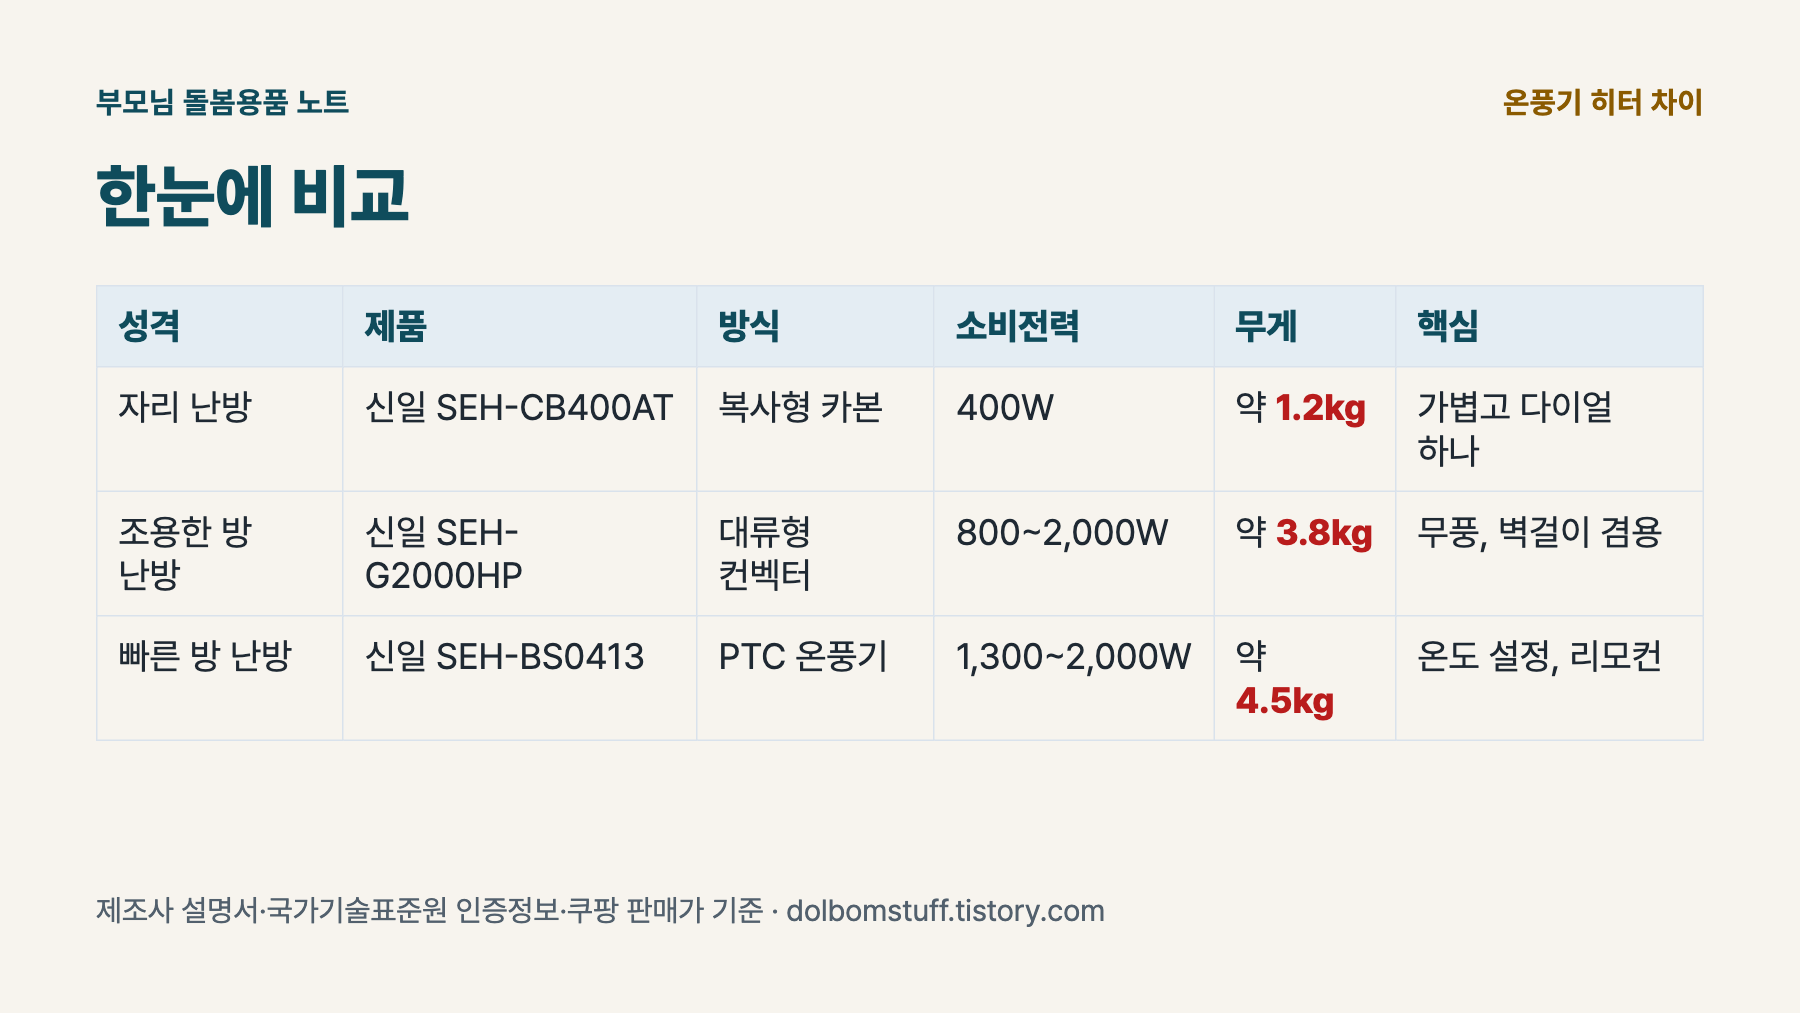 부모님 돌봄용품 노트
온풍기 히터 차이
한눈에 비교
성격 제품 방식 소비전력 무게 핵심
자리 난방 신일 SEH-CB400AT 복사형 카본 400W 약 1.2kg 가볍고 다이얼
하나
조용한 방 신일 SEH- 대류형 800~2,000W 약 3.8kg 무풍, 벽걸이 겸용
난방 G2000HP 컨벡터
빠른 방 난방 신일 SEH-BS0413 PTC 온풍기 1,300~2,000W 약 온도 설정, 리모컨
4.5kg
제조사 설명서·국가기술표준원 인증정보·쿠팡 판매가 기준 · dolbomstuff.tistory.com